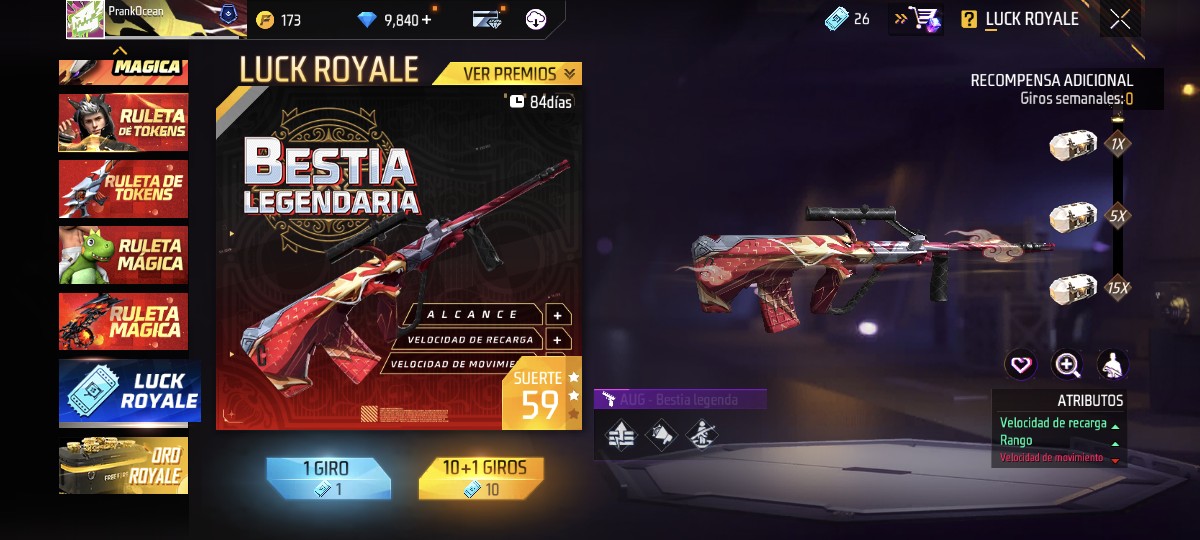 PrankOcean
173
9,840+
26
LUCK ROYALE
MAGICA
RULETA
DE TOKENS
RULETA DE
TOKENS
RULETA
MÁGICA
RULETA
MÁGICA
LUCK
ROYALE
ORO
ROYALE
LUCK ROYALE
VER PREMIOS
84días
BESTIA
LEGENDARIA
ALCANCE +
VELOCIDAD DE RECARGA +
VELOCIDAD DE MOVIMIE
SUERTE
59
1 GIRO
1
10+1 GIROS
10
RECOMPENSA ADICIONAL
Giros semanales:0
1X
5X
15X
AUG - Bestia legenda
ATRIBUTOS
Velocidad de recarga
Rango
Velocidad de movimiento